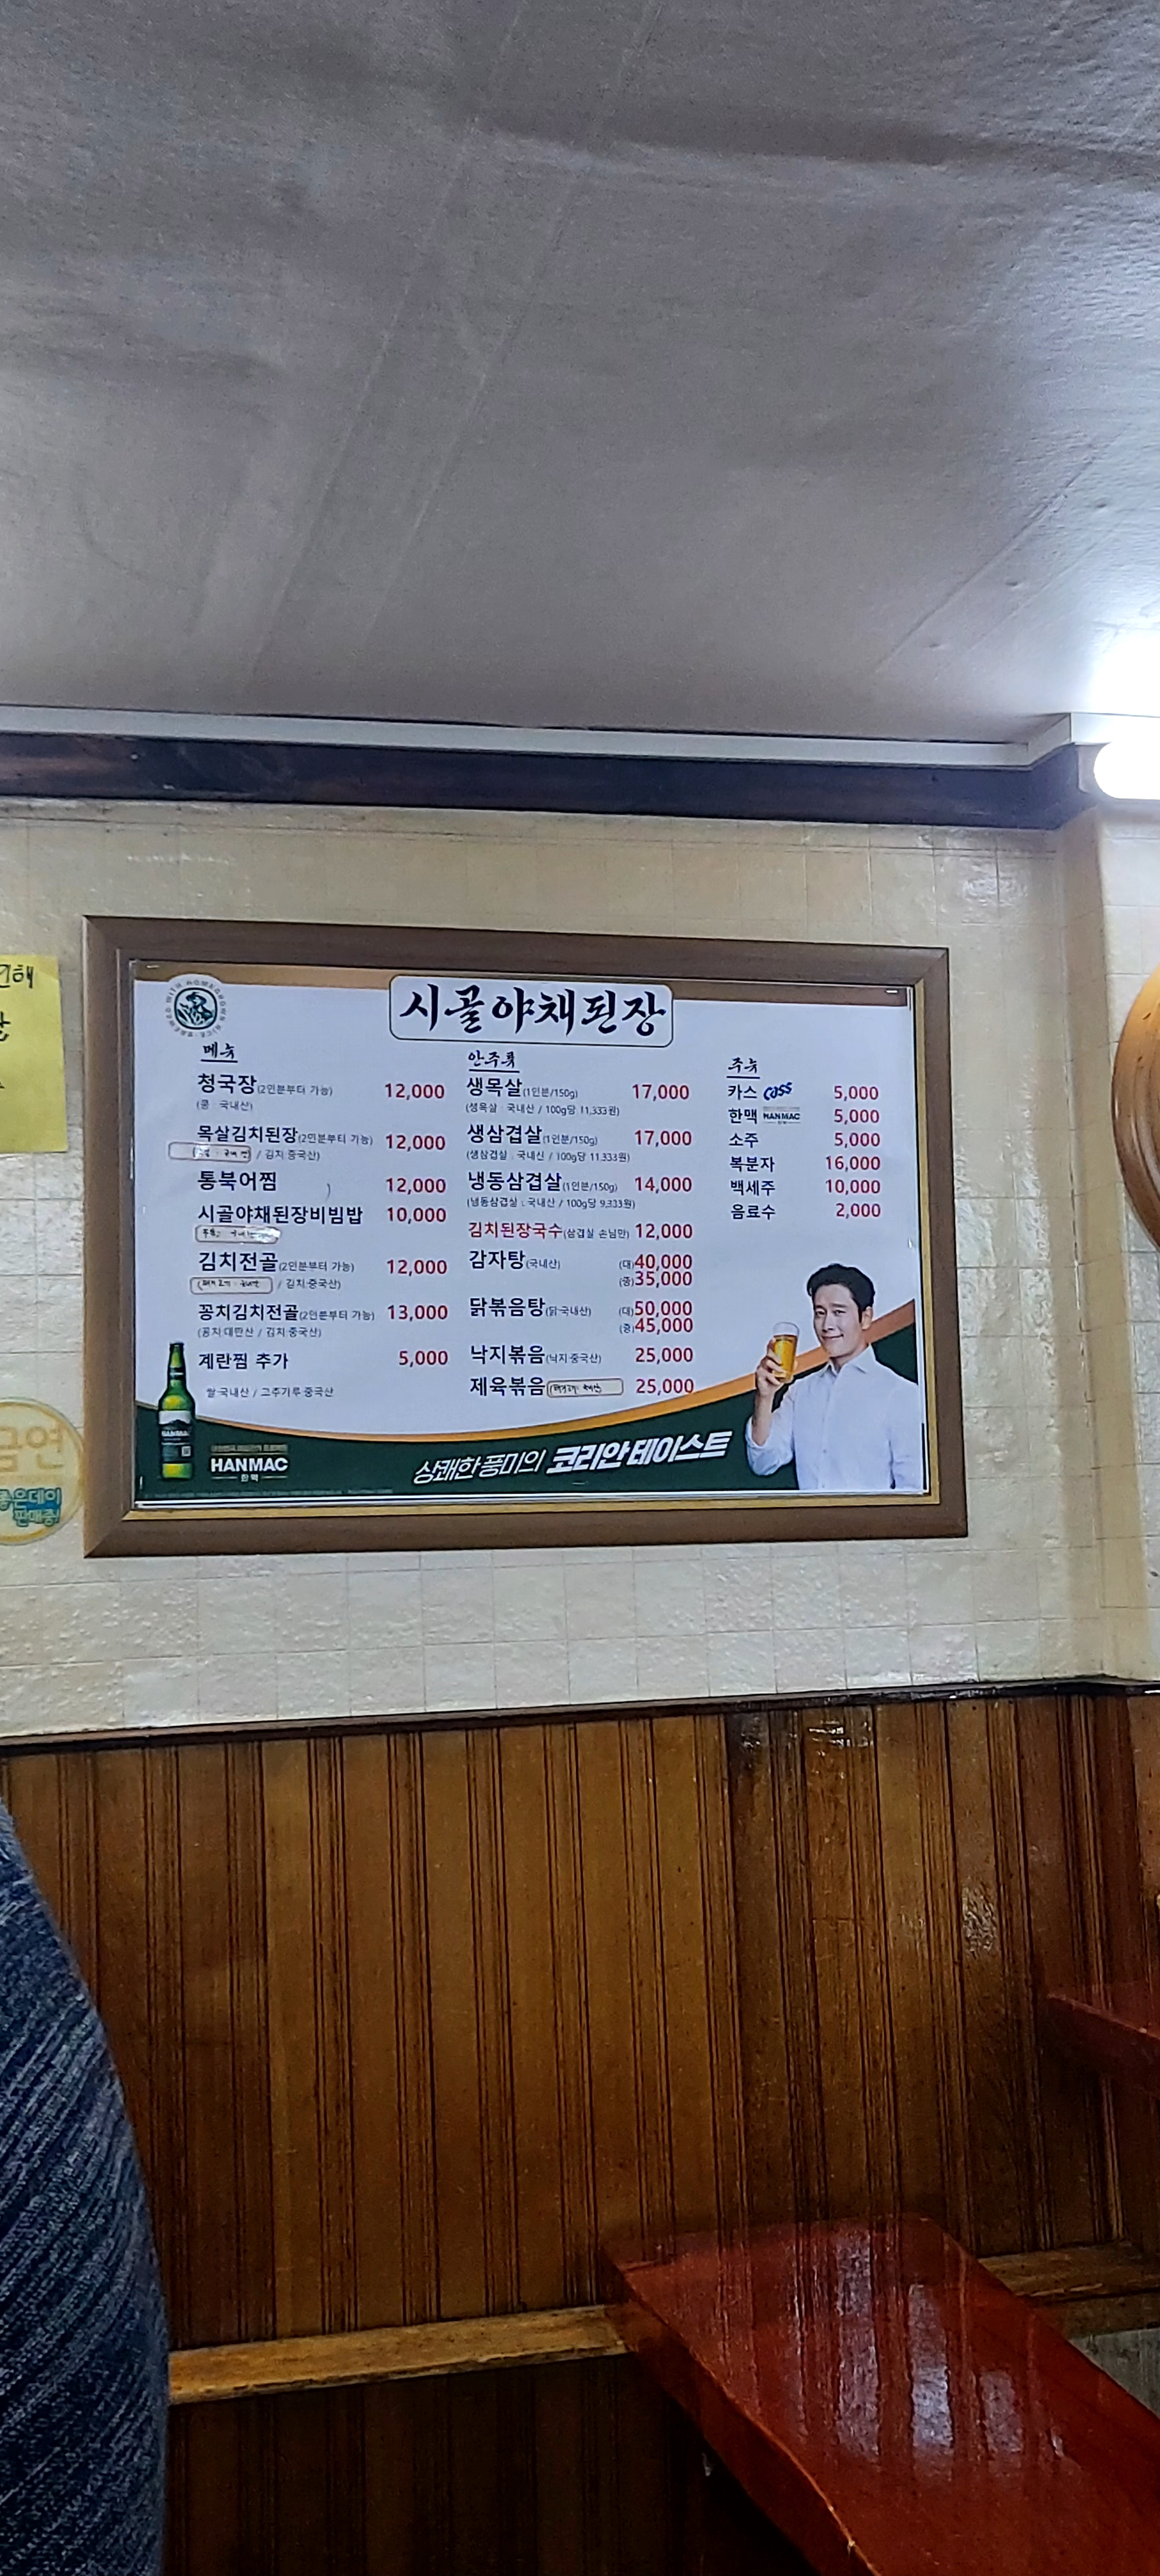 시골야채된장
메뉴
청국장(2인분부터 가능) 12,000
(콩 : 국내산)
목살김치된장(2인분부터 가능) 12,000
/ 김치:중국산)
통북어찜 12,000
시골야채된장비빔밥 10,000
김치전골(2인분부터 가능) 12,000
/ 김치:중국산)
꽁치김치전골(2인분부터 가능) 13,000
(꽁치:대만산 / 김치:중국산)
계란찜 추가 5,000
쌀:국내산 / 고추가루:중국산
안주류
생목살(1인분/150g) 17,000
(생목살 : 국내산 / 100g당 11,333원)
생삼겹살(1인분/150g) 17,000
(생삼겹살 : 국내산 / 100g당 11,333원)
냉동삼겹살(1인분/150g) 14,000
(냉동삼겹살 : 국내산 / 100g당 9,333원)
김치된장국수(삼겹살 손님만) 12,000
감자탕(국내산) (대)40,000
(중)35,000
닭볶음탕(닭:국내산) (대)50,000
(중)45,000
낙지볶음(낙지:중국산) 25,000
제육볶음 25,000
주류
카스 Cass 5,000
한맥 HANMAC 5,000
소주 5,000
복분자 16,000
백세주 10,000
음료수 2,000
HANMAC
한맥
HANMAC
상쾌한 풍미의 코리안 테이스트
금연
좋은데이
판매중!